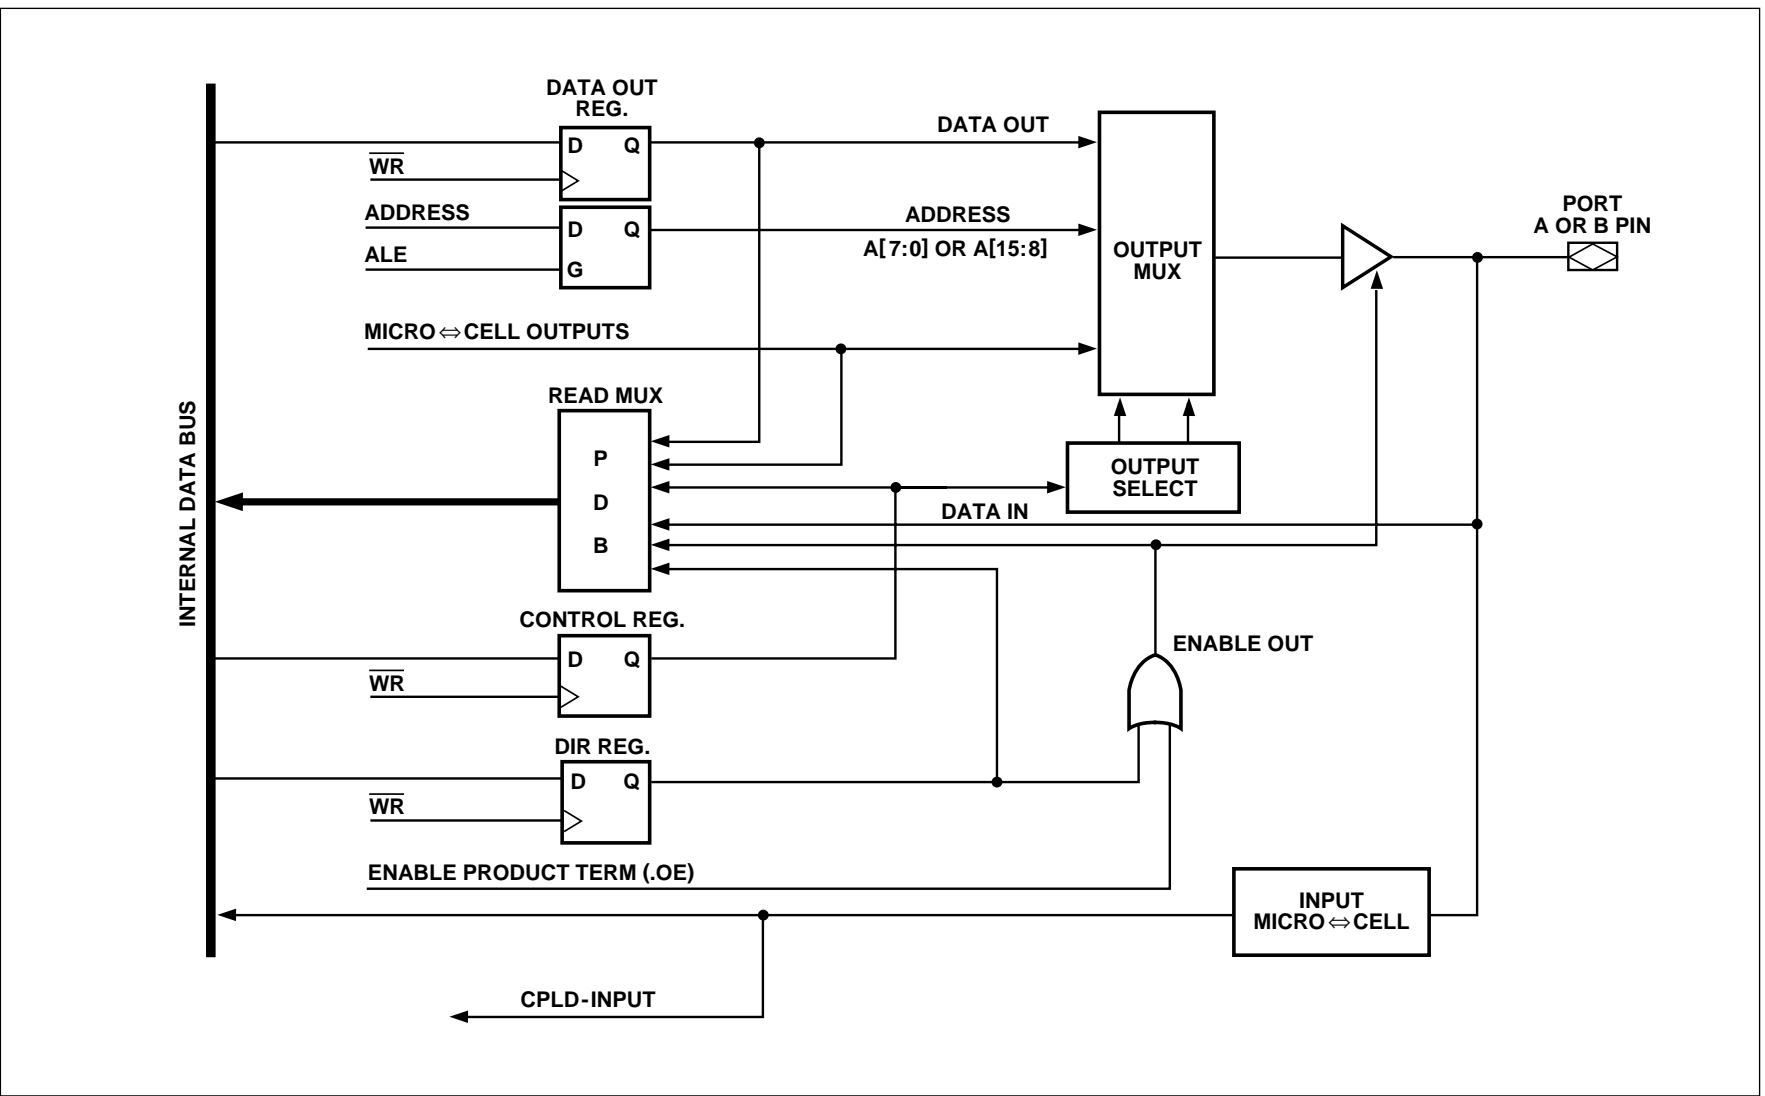 DATA OUT
REG.
D Q
WR
ADDRESS
D Q
ALE
G
DATA OUT
ADDRESS
A[7:0] OR A[15:8]
OUTPUT
MUX
PORT
A OR B PIN
MICRO⇔CELL OUTPUTS
READ MUX
P
D
B
OUTPUT
SELECT
DATA IN
INTERNAL DATA BUS
CONTROL REG.
D Q
WR
ENABLE OUT
DIR REG.
D Q
WR
ENABLE PRODUCT TERM (.OE)
INPUT
MICRO⇔CELL
CPLD-INPUT